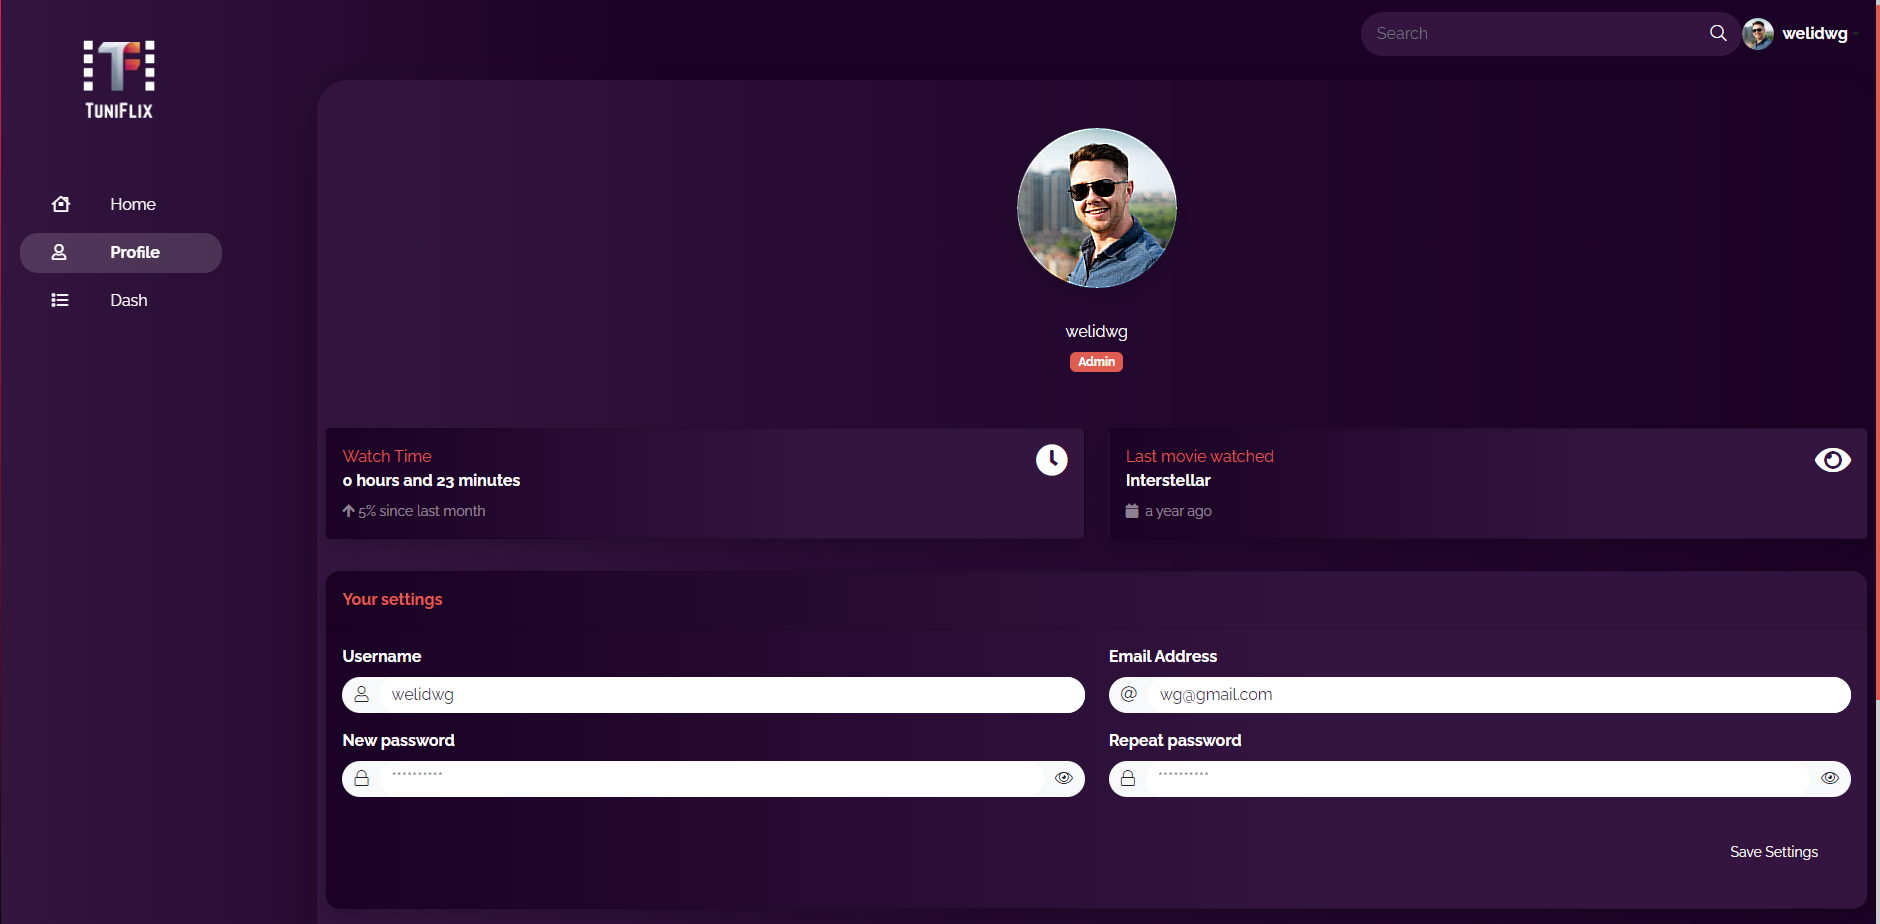 TUNIFLIX
Search
welidwg
Home
Profile
Dash
welidwg
Admin
Watch Time
0 hours and 23 minutes
5% since last month
Last movie watched
Interstellar
a year ago
Your settings
Username
Email Address
welidwg
@ wg@gmail.com
New password
Repeat password
**********
**********
Save Settings